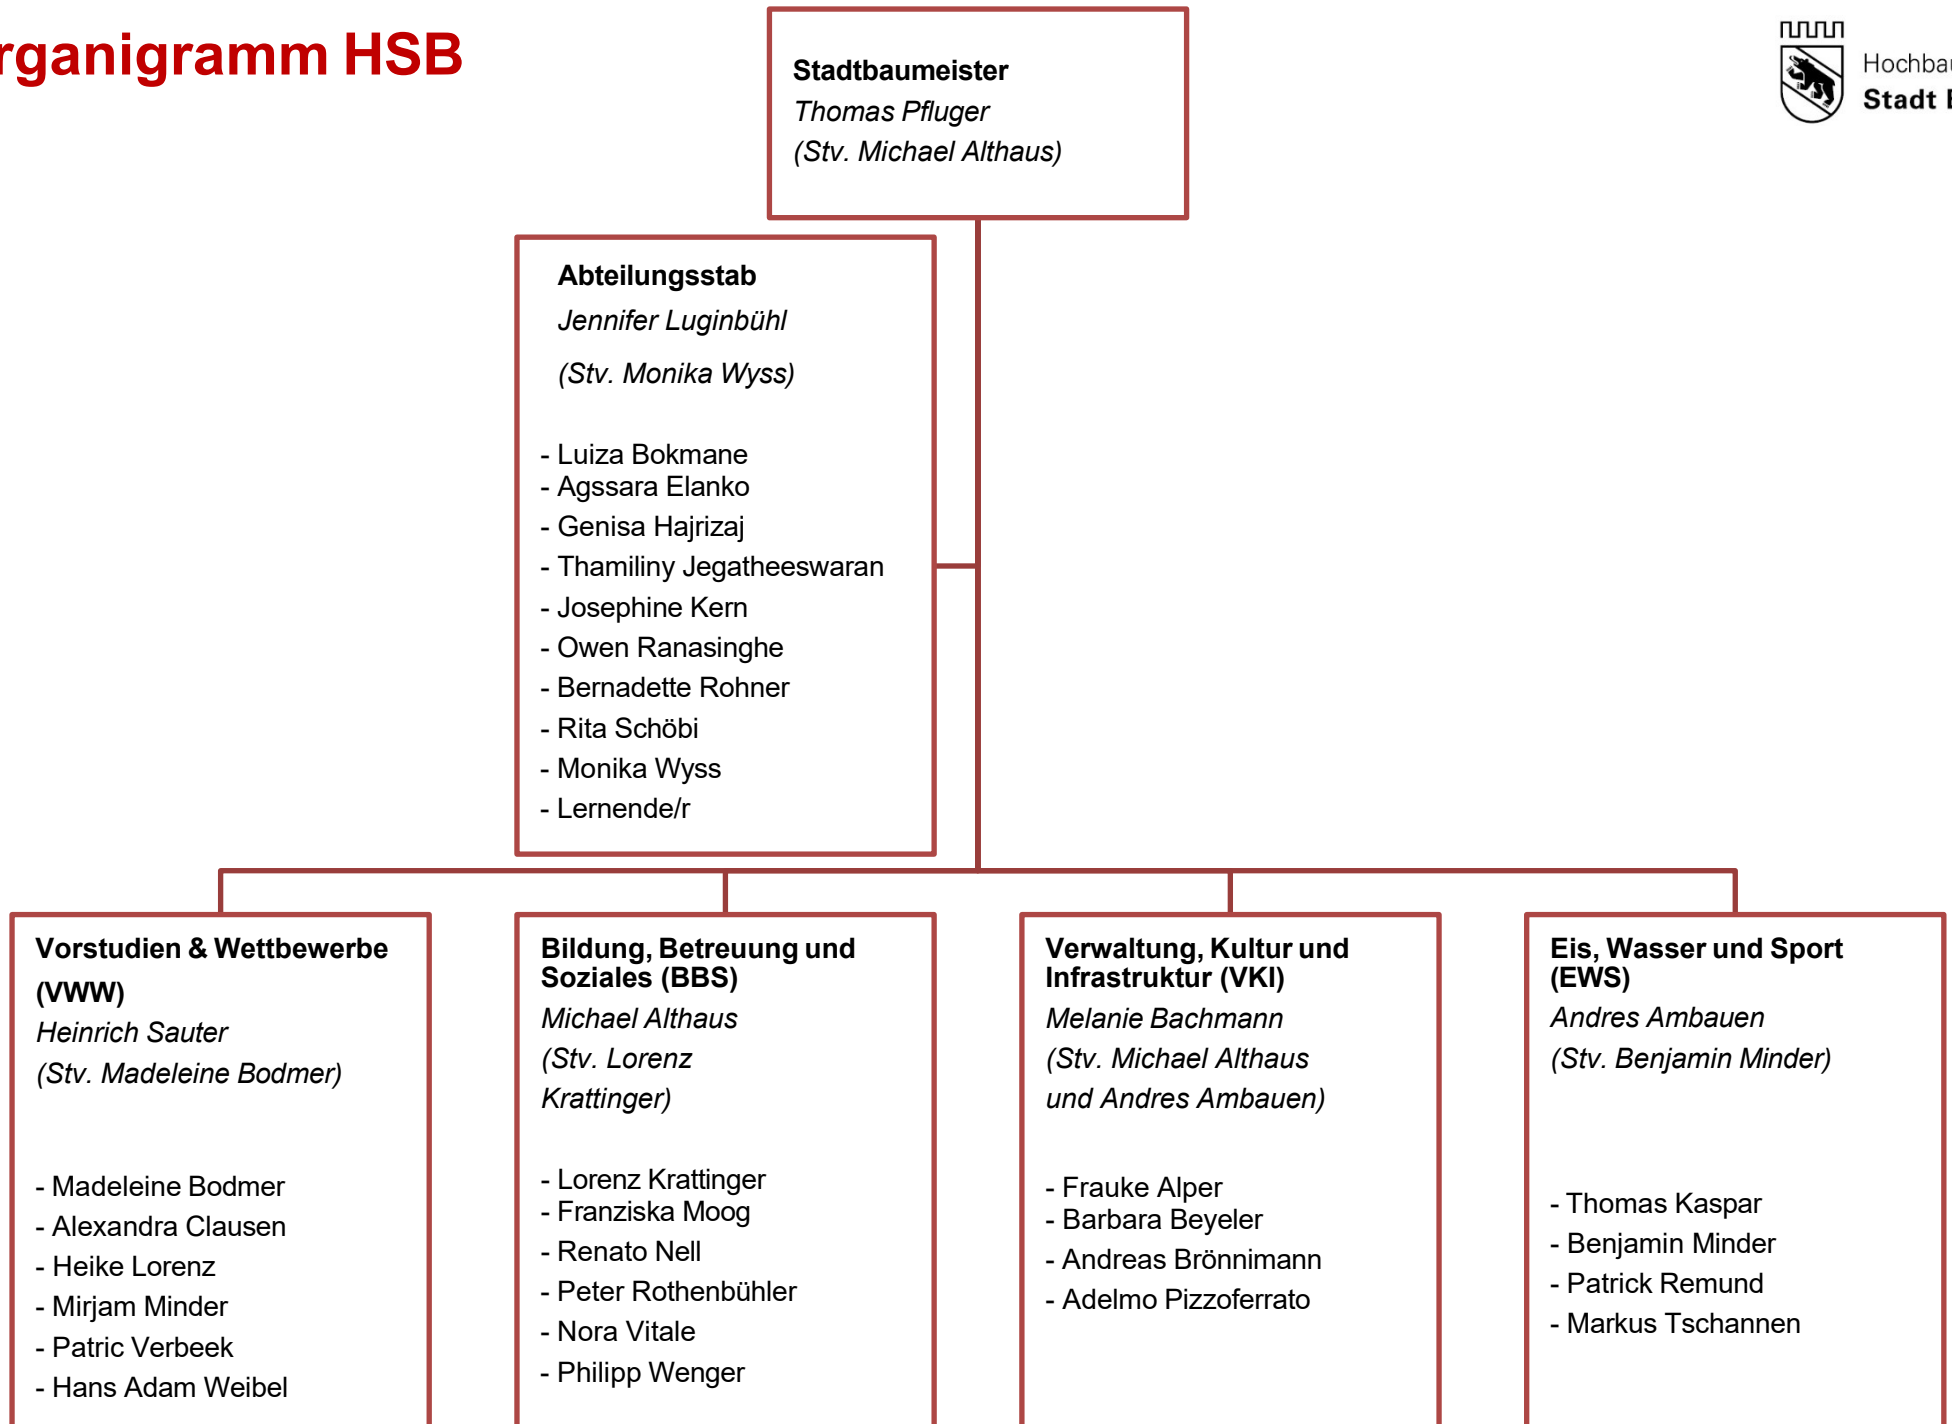 rganigramm HSB
Hochbau
Stadt
Stadtbaumeister
Thomas Pfluger
(Stv. Michael Althaus)
Abteilungsstab
Jennifer Luginbühl
(Stv. Monika Wyss)
- Luiza Bokmane
- Agssara Elanko
- Genisa Hajrizaj
- Thamiliny Jegatheeswaran
- Josephine Kern
- Owen Ranasinghe
- Bernadette Rohner
- Rita Schöbi
- Monika Wyss
- Lernende/r
Vorstudien & Wettbewerbe
(VWW)
Heinrich Sauter
(Stv. Madeleine Bodmer)
- Madeleine Bodmer
- Alexandra Clausen
- Heike Lorenz
- Mirjam Minder
- Patric Verbeek
- Hans Adam Weibel
Bildung, Betreuung und
Soziales (BBS)
Michael Althaus
(Stv. Lorenz
Krattinger)
- Lorenz Krattinger
- Franziska Moog
- Renato Nell
- Peter Rothenbühler
- Nora Vitale
- Philipp Wenger
Verwaltung, Kultur und
Infrastruktur (VKI)
Melanie Bachmann
(Stv. Michael Althaus
und Andres Ambauen)
- Frauke Alper
- Barbara Beyeler
- Andreas Brönnimann
- Adelmo Pizzoferrato
Eis, Wasser und Sport
(EWS)
Andres Ambauen
(Stv. Benjamin Minder)
- Thomas Kaspar
- Benjamin Minder
- Patrick Remund
- Markus Tschannen